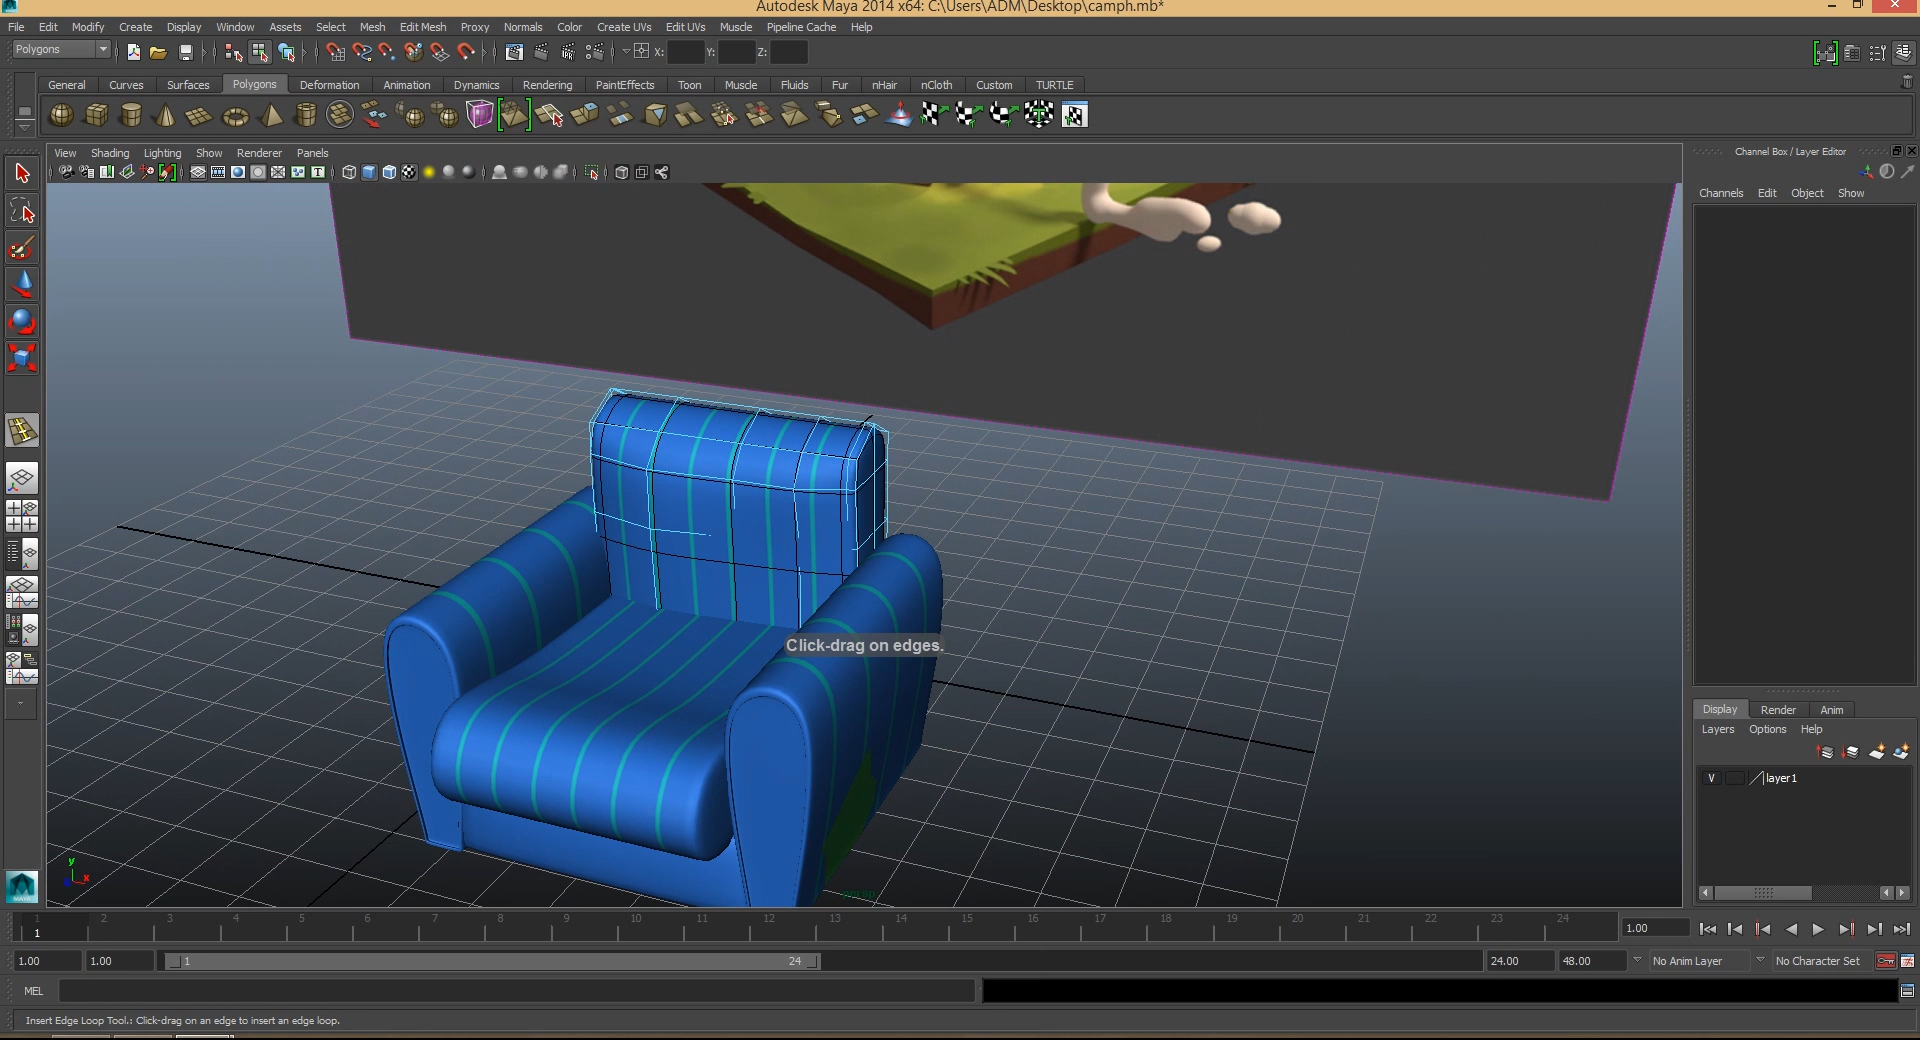 Autodesk Maya 2014 x64: C:\Users\ADM\Desktop\camph.mb*
File Edit Modify Create Display Window Assets Select Mesh Edit Mesh Proxy Normals Color Create UVs Edit UVs Muscle Pipeline Cache Help
Polygons X: Y: Z:
General Curves Surfaces Polygons Deformation Animation Dynamics Rendering PaintEffects Toon Muscle Fluids Fur nHair nCloth Custom TURTLE
View Shading Lighting Show Renderer Panels
Channel Box / Layer Editor
Channels Edit Object Show
Click-drag on edges.
y
x
persp
Display Render Anim
Layers Options Help
V layer1
MAYA
1 2 3 4 5 6 7 8 9 10 11 12 13 14 15 16 17 18 19 20 21 22 23 24
1 1.00
1.00 1.00 1 24 24.00 48.00 No Anim Layer No Character Set
MEL
Insert Edge Loop Tool.: Click-drag on an edge to insert an edge loop.